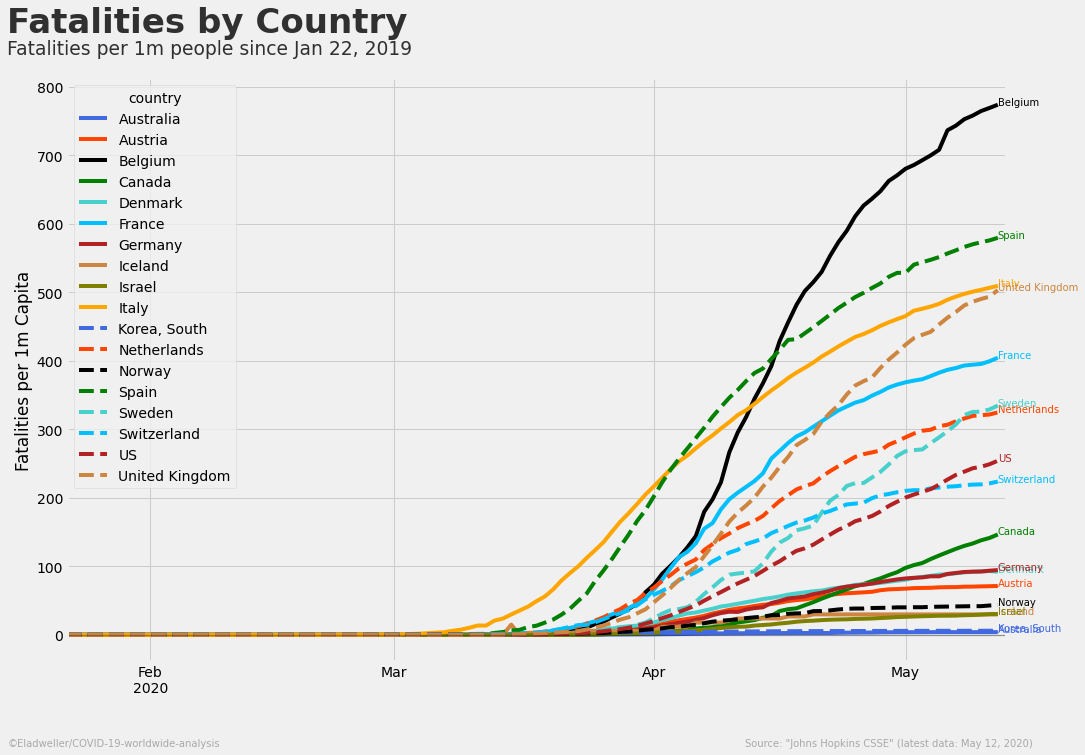 Fatalities by Country
Fatalities per 1m people since Jan 22, 2019
Fatalities per 1m Capita
800
700
600
500
400
300
200
100
0
country
Australia
Austria
Belgium
Canada
Denmark
France
Germany
Iceland
Israel
Italy
Korea, South
Netherlands
Norway
Spain
Sweden
Switzerland
US
United Kingdom
Belgium
Spain
Italy
United Kingdom
France
Sweden
Netherlands
US
Switzerland
Canada
Germany
Denmark
Austria
Norway
Iceland
Israel
Korea, South
Australia
Feb
2020
Mar
Apr
May
©Eladweller/COVID-19-worldwide-analysis
Source: "Johns Hopkins CSSE" (latest data: May 12, 2020)